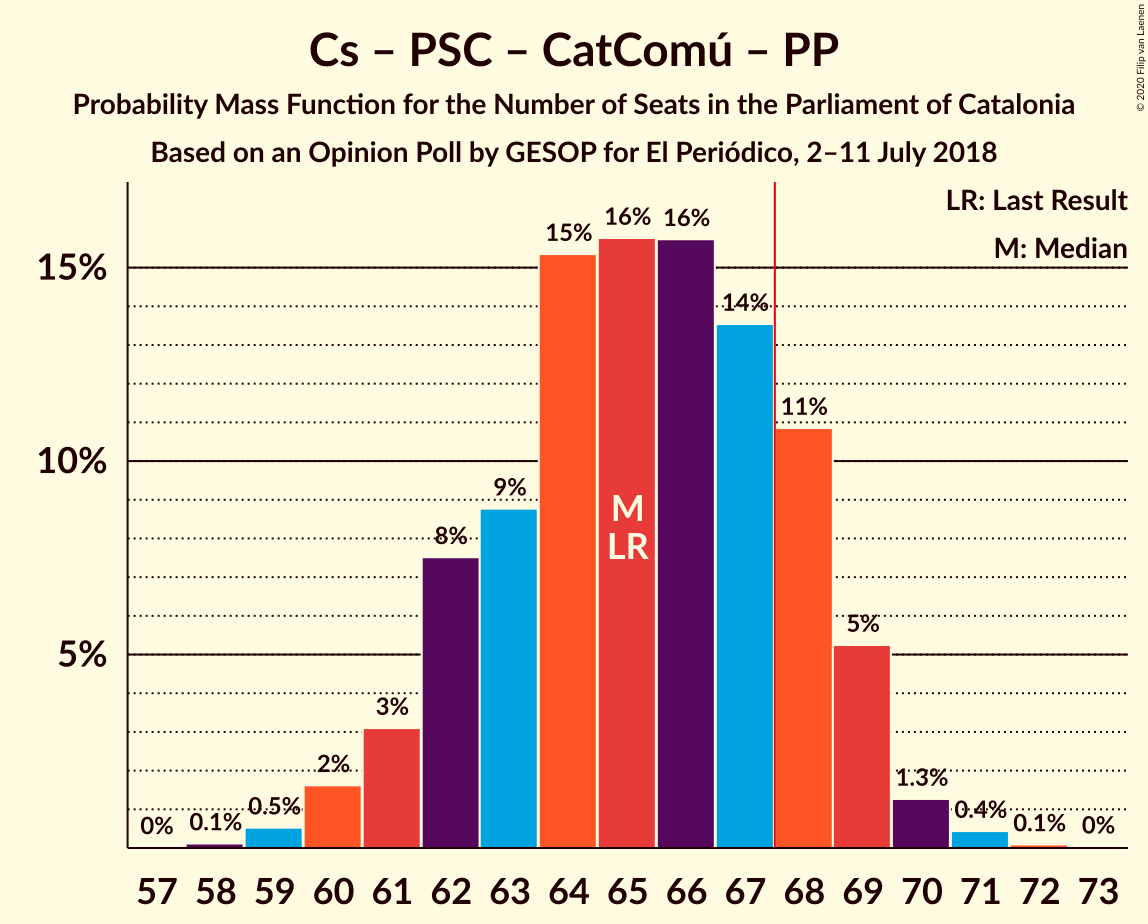 Cs – PSC – CatComú – PP
Probability Mass Function for the Number of Seats in the Parliament of Catalonia
Based on an Opinion Poll by GESOP for El Periódico, 2–11 July 2018
© 2020 Filip van Laenen
LR: Last Result
M: Median
15%
10%
5%
0%
0.1%
0.5%
2%
3%
8%
9%
15%
16%
16%
14%
11%
5%
1.3%
0.4%
0.1%
0%
M
LR
57 58 59 60 61 62 63 64 65 66 67 68 69 70 71 72 73